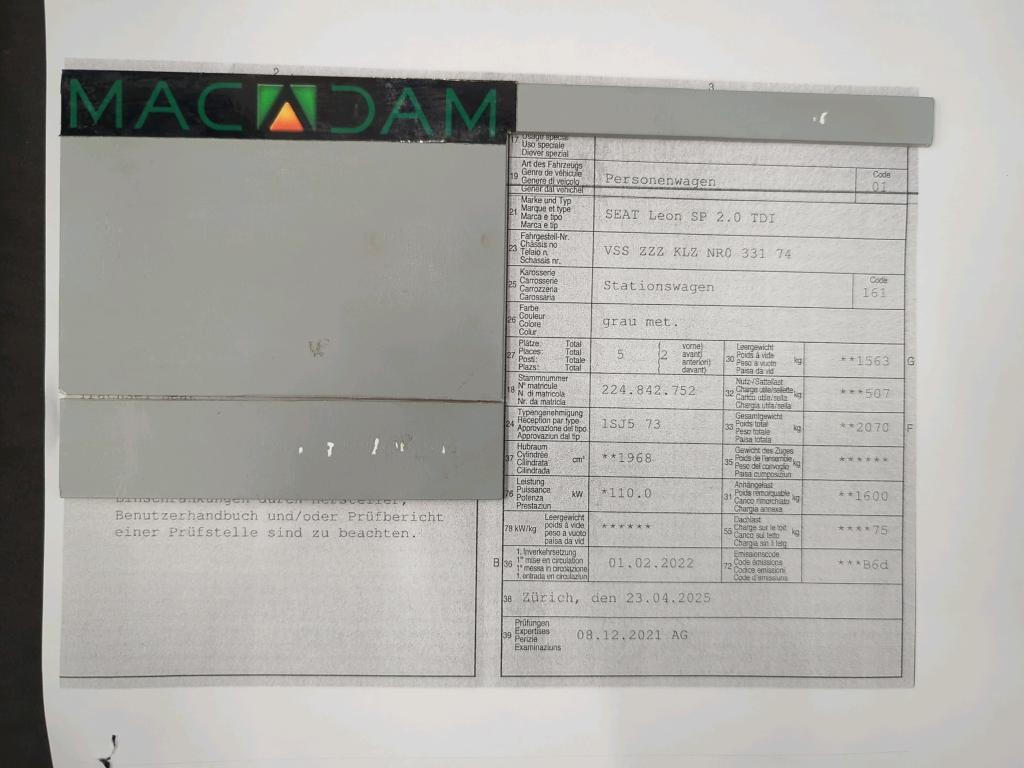 2
3
MACADAM
17 Usage spécial
Uso speciale
Diever spezial
19 Art des Fahrzeugs
Genre de véhicule
Genere di veicolo
Gener dal vehichel
Personenwagen
Code
01
21 Marke und Typ
Marque et type
Marca e tipo
Marca e tip
SEAT Leon SP 2.0 TDI
23 Fahrgestell-Nr.
Châssis no
Telaio n.
Schassis nr.
VSS ZZZ KLZ NR0 331 74
25 Karosserie
Carrosserie
Carrozzeria
Carossaria
Stationswagen
Code
161
26 Farbe
Couleur
Colore
Colur
grau met.
27 Plätze: Total
Places: Total
Posti: Totale
Plazs: Total
5 (2 vorne)
avant)
anteriori)
davant)
30 Leergewicht
Poids à vide
Peso a vuoto
Paisa da vid
kg
**1563 G
18 Stammnummer
N° matricule
N. di matricola
Nr. da matricla
224.842.752
32 Nutz-/Sattellast
Charge utile/sellette
Carico utile/sella
Chargia utila/sella
kg
***507
24 Typengenehmigung
Réception par type
Approvazione del tipo
Approvaziun dal tip
1SJ5 73
33 Gesamtgewicht
Poids total
Peso totale
Paisa totala
kg
**2070 F
37 Hubraum
Cylindrée
Cilindrata
Cilindrada
cm³
**1968
35 Gewicht des Zuges
Poids de l'ensemble
Peso del convoglio
Paisa cumposiziun
kg
******
76 Leistung
Puissance
Potenza
Prestaziun
kW
*110.0
31 Anhängelast
Poids remorquable
Carico rimorchiato
Chargia annexa
kg
**1600
78 kW/kg Leergewicht
poids à vide
peso a vuoto
paisa da vid
******
55 Dachlast
Charge sur le toit
Carico sul tetto
Chargia sin il tetg
kg
****75
B 36 1. Inverkehrsetzung
1re mise en circulation
1a messa in circolazione
1. entrada en circulaziun
01.02.2022
72 Emissionscode
Code émissions
Codice emissioni
Code d'emissiuns
***B6d
38 Zürich, den 23.04.2025
39 Prüfungen
Expertises
Perizie
Examinaziuns
08.12.2021 AG
Einschränkungen durch Hersteller,
Benutzerhandbuch und/oder Prüfbericht
einer Prüfstelle sind zu beachten.